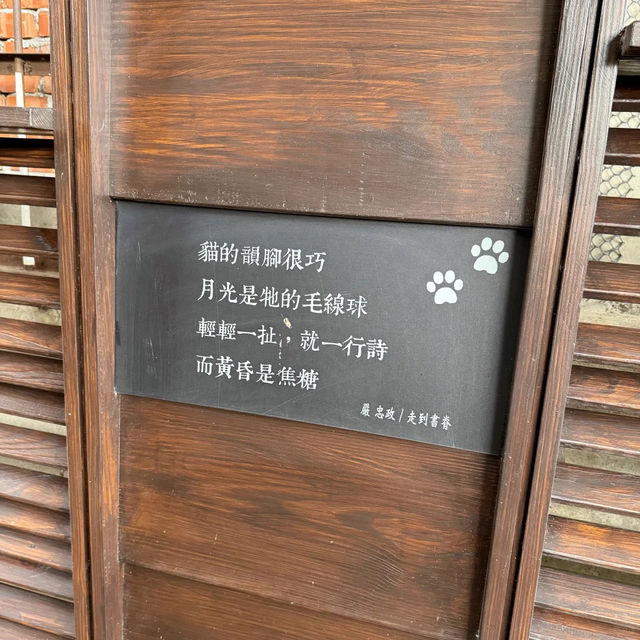 貓的韻腳很巧
月光是牠的毛線球
輕輕一扯，就一行詩
而黃昏是焦糖
嚴 忠政/走到書脊